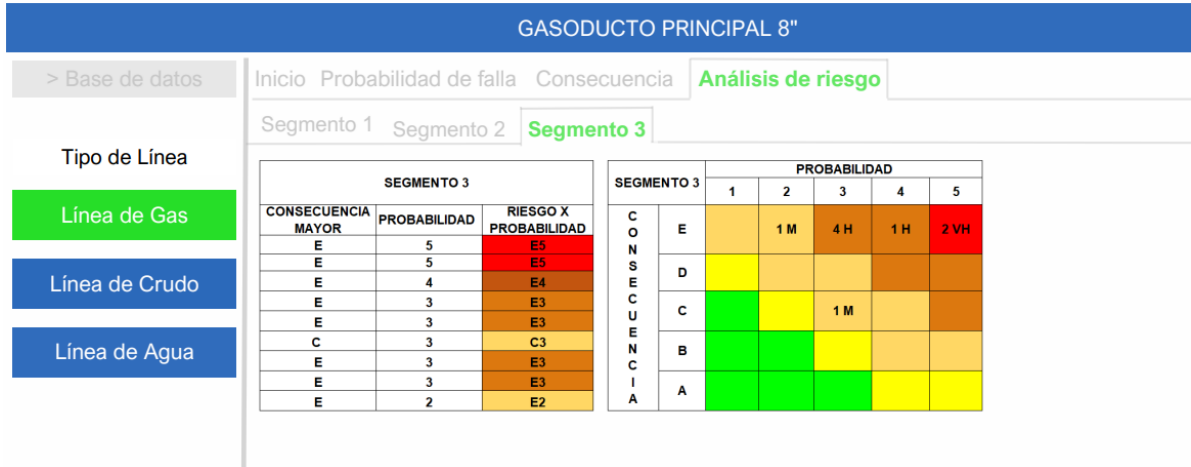 GASODUCTO PRINCIPAL 8"
> Base de datos
Inicio Probabilidad de falla Consecuencia Análisis de riesgo
Segmento 1 Segmento 2 Segmento 3
Tipo de Línea
Línea de Gas
Línea de Crudo
Línea de Agua
SEGMENTO 3
CONSECUENCIA MAYOR PROBABILIDAD RIESGO X PROBABILIDAD
E 5 E5
E 5 E5
E 4 E4
E 3 E3
E 3 E3
C 3 C3
E 3 E3
E 3 E3
E 2 E2
SEGMENTO 3 PROBABILIDAD
1 2 3 4 5
CONSECUENCIA
E 1 M 4 H 1 H 2 VH
D
C 1 M
B
A